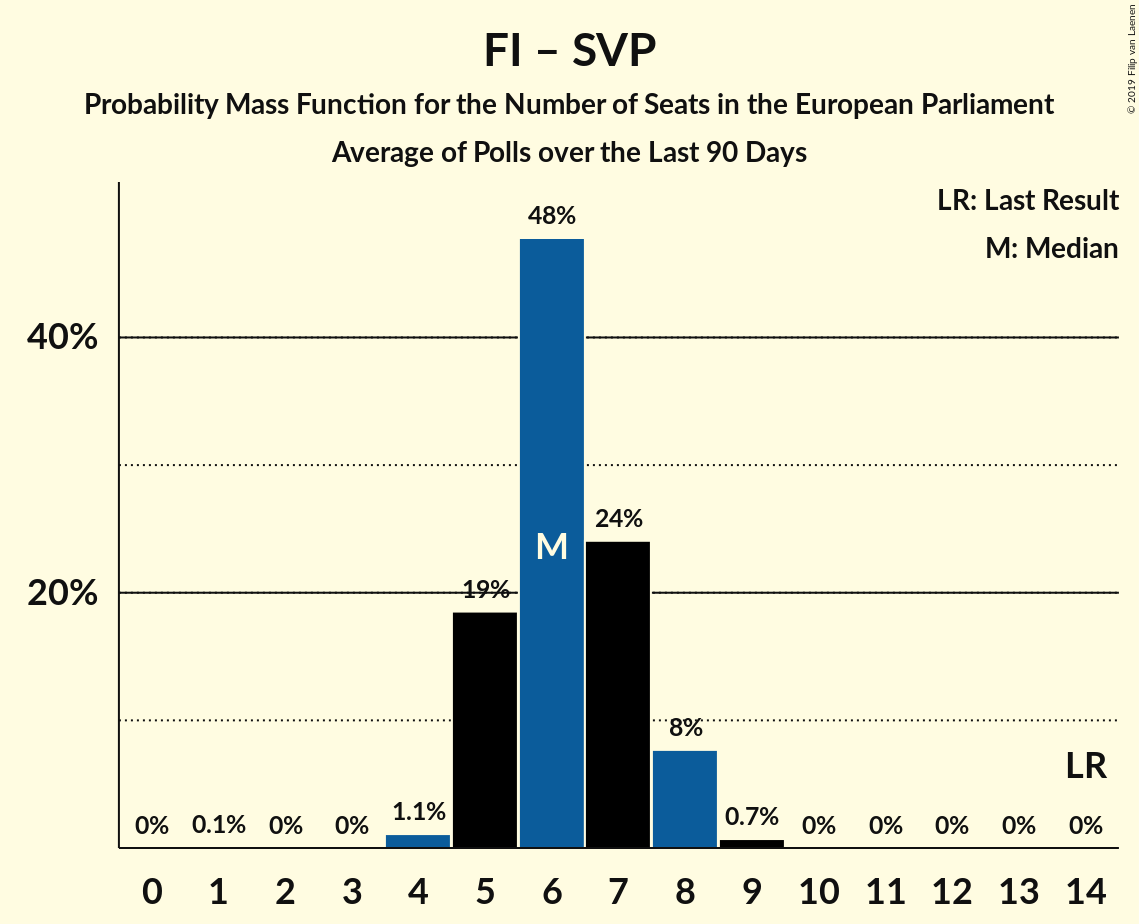 FI – SVP
Probability Mass Function for the Number of Seats in the European Parliament
Average of Polls over the Last 90 Days
© 2019 Filip van Laenen
LR: Last Result
M: Median
48%
40%
24%
M
20%
19%
8%
LR
0% 0.1% 0% 0% 1.1% 0.7% 0% 0% 0% 0% 0%
0 1 2 3 4 5 6 7 8 9 10 11 12 13 14